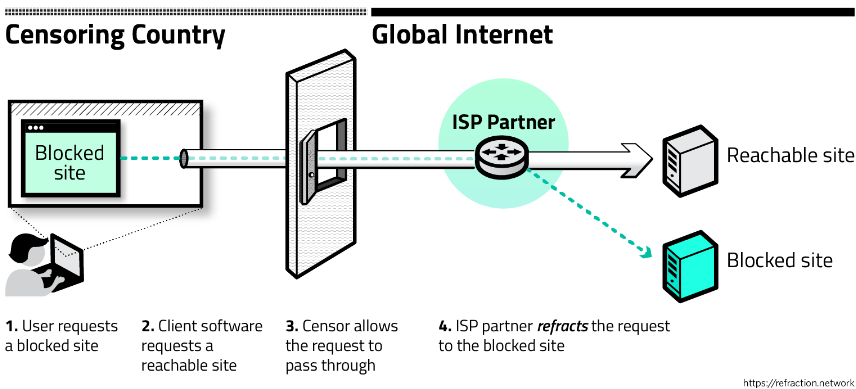 Censoring Country
Global Internet
Blocked
site
ISP Partner
Reachable site
Blocked site
1. User requests
a blocked site
2. Client software
requests a
reachable site
3. Censor allows
the request to
pass through
4. ISP partner refracts the request
to the blocked site
https://refraction.network